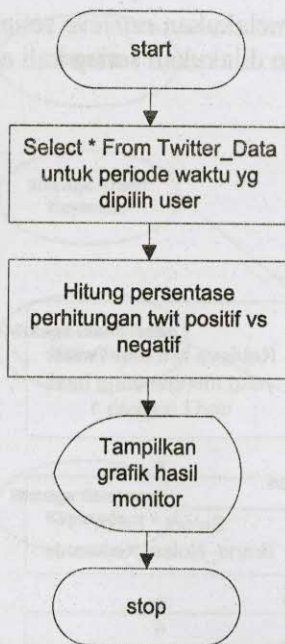 start
Select * From Twitter_Data
untuk periode waktu yg
dipilih user
Hitung persentase
perhitungan twit positif vs
negatif
Tampilkan
grafik hasil
monitor
stop